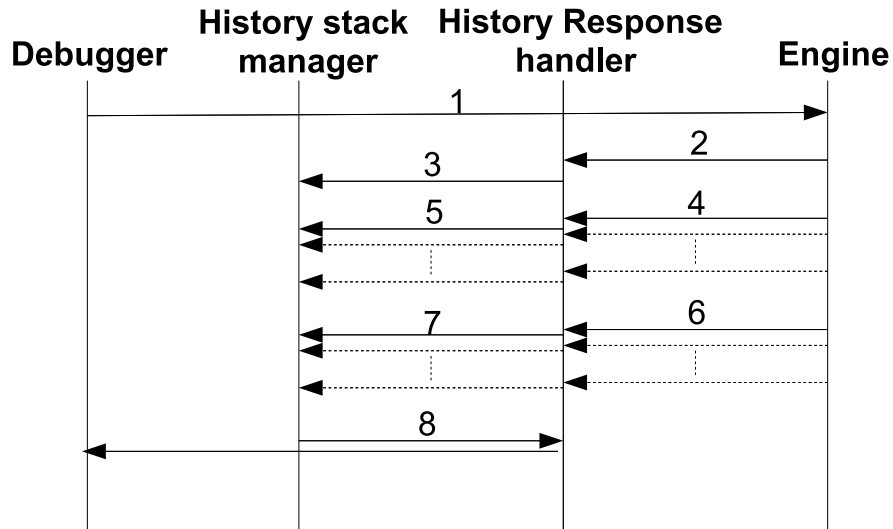 Debugger
History stack
manager
History Response
handler
Engine
1
2
3
4
5
6
7
8